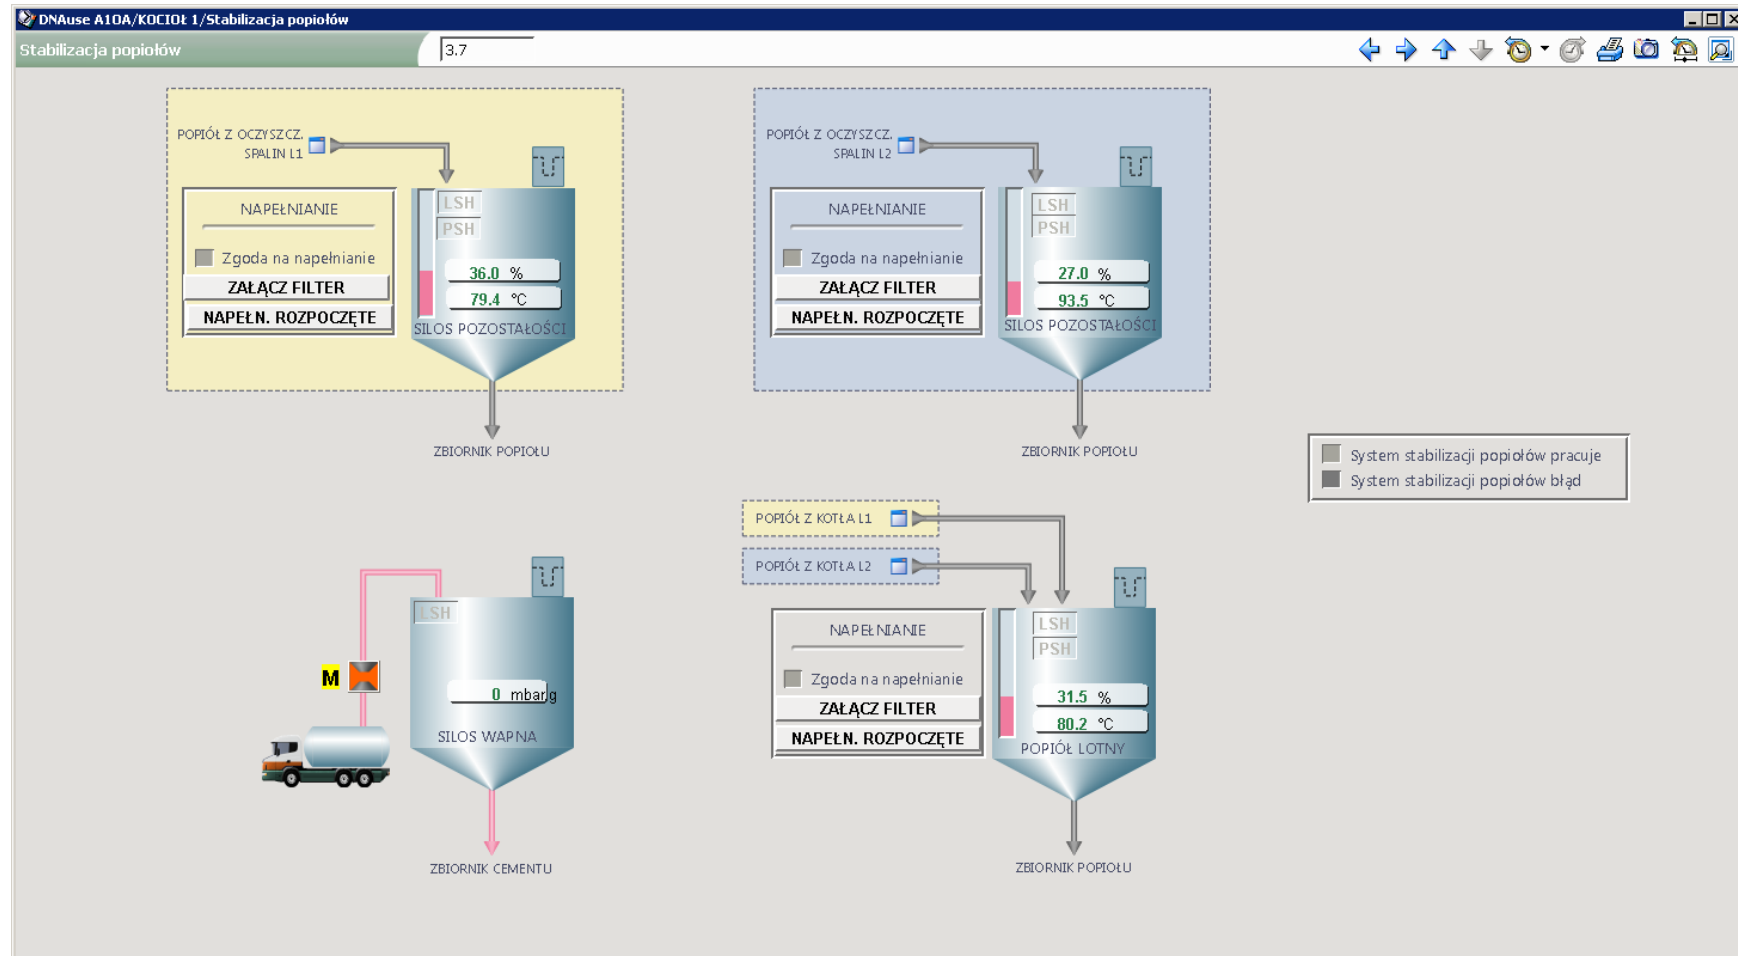 DNAuse A10A/KOCIOŁ 1/Stabilizacja popiołów
Stabilizacja popiołów
3.7
POPIÓŁ Z OCZYSZCZ.
SPALIN L1
NAPEŁNIANIE
Zgoda na napełnianie
ZAŁĄCZ FILTER
NAPEŁN. ROZPOCZĘTE
LSH
PSH
36.0 %
79.4 °C
SILOS POZOSTAŁOŚCI
ZBIORNIK POPIOŁU
POPIÓŁ Z OCZYSZCZ.
SPALIN L2
NAPEŁNIANIE
Zgoda na napełnianie
ZAŁĄCZ FILTER
NAPEŁN. ROZPOCZĘTE
LSH
PSH
27.0 %
93.5 °C
SILOS POZOSTAŁOŚCI
ZBIORNIK POPIOŁU
System stabilizacji popiołów pracuje
System stabilizacji popiołów błąd
LSH
M
0 mbar.g
SILOS WAPNA
ZBIORNIK CEMENTU
POPIÓŁ Z KOTŁA L1
POPIÓŁ Z KOTŁA L2
NAPEŁNIANIE
Zgoda na napełnianie
ZAŁĄCZ FILTER
NAPEŁN. ROZPOCZĘTE
LSH
PSH
31.5 %
80.2 °C
POPIÓŁ LOTNY
ZBIORNIK POPIOŁU